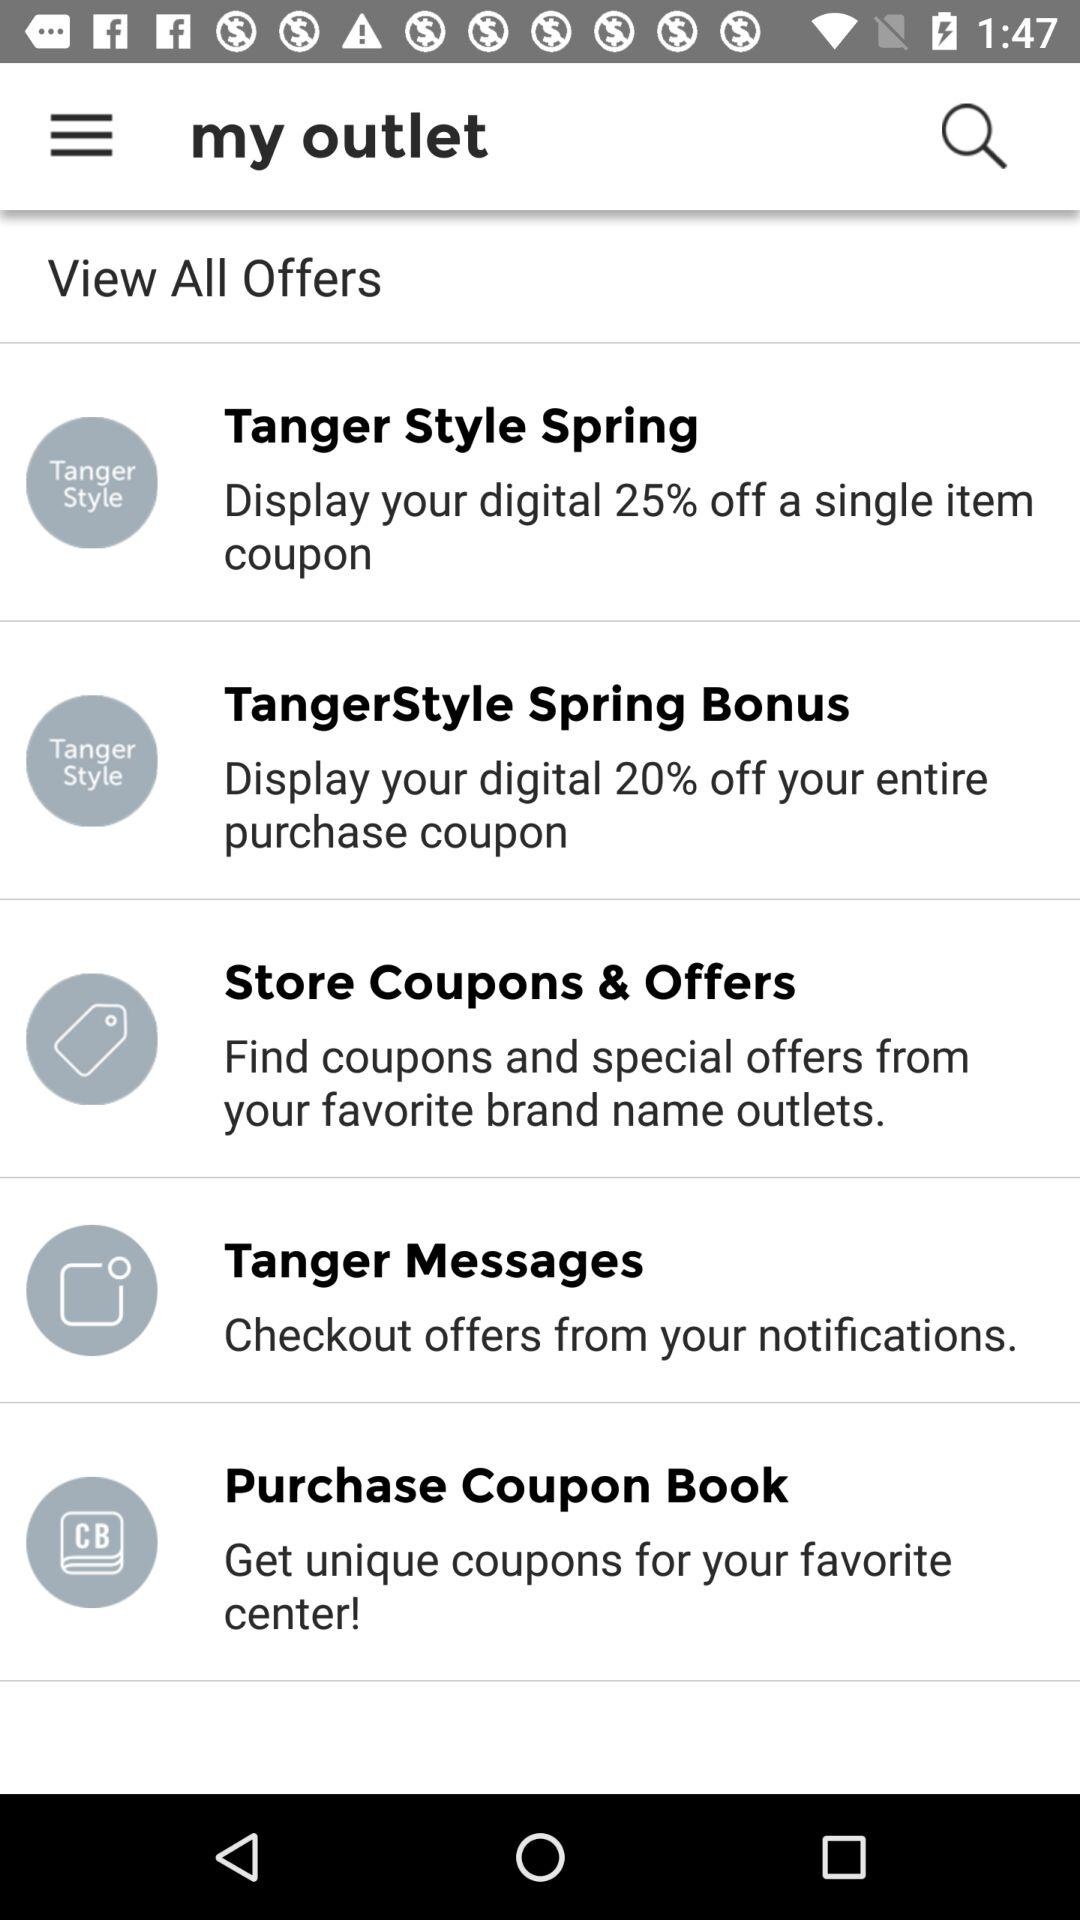 1:47
my outlet
View All Offers
Tanger Style Spring
Tanger
Style
Display your digital 25% off a single item
coupon
TangerStyle Spring Bonus
Tanger
Style
Display your digital 20% off your entire
purchase coupon
Store Coupons & Offers
Find coupons and special offers from
your favorite brand name outlets.
Tanger Messages
Checkout offers from your notifications.
Purchase Coupon Book
CB
Get unique coupons for your favorite
center!